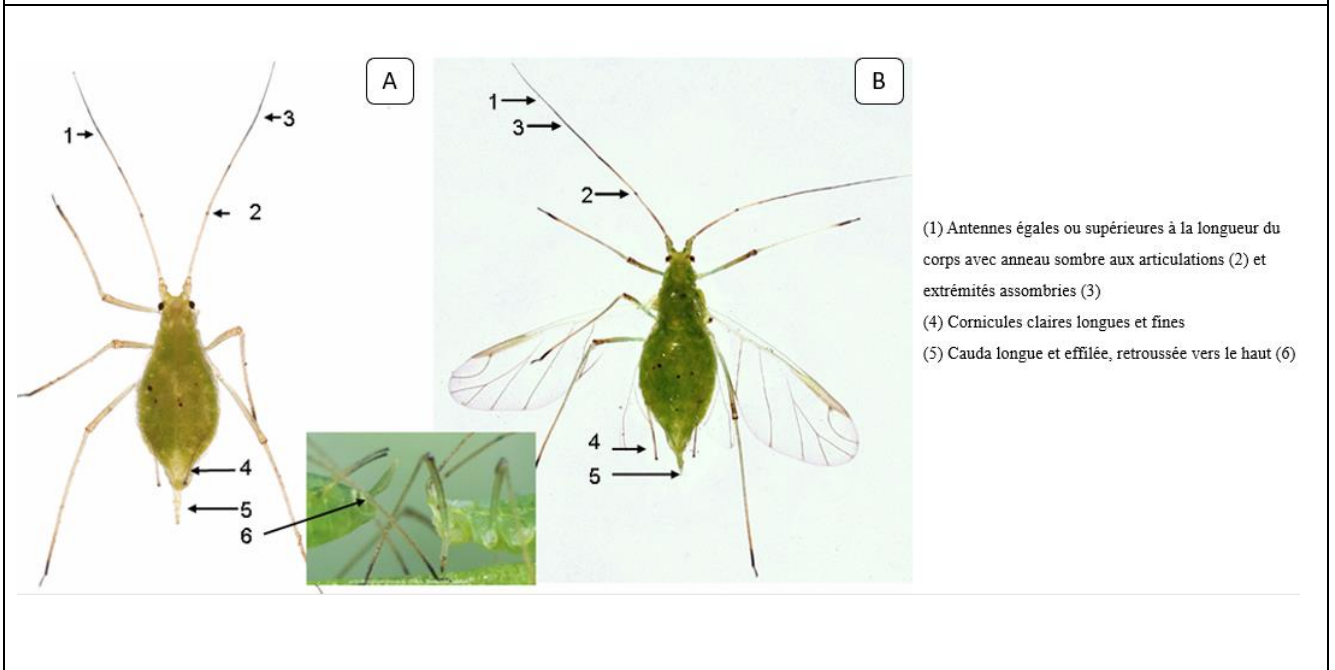 A
B
1
3
2
1
3
2
4
5
6
4
5
(1) Antennes égales ou supérieures à la longueur du
corps avec anneau sombre aux articulations (2) et
extrémités assombries (3)
(4) Cornicules claires longues et fines
(5) Cauda longue et effilée, retroussée vers le haut (6)